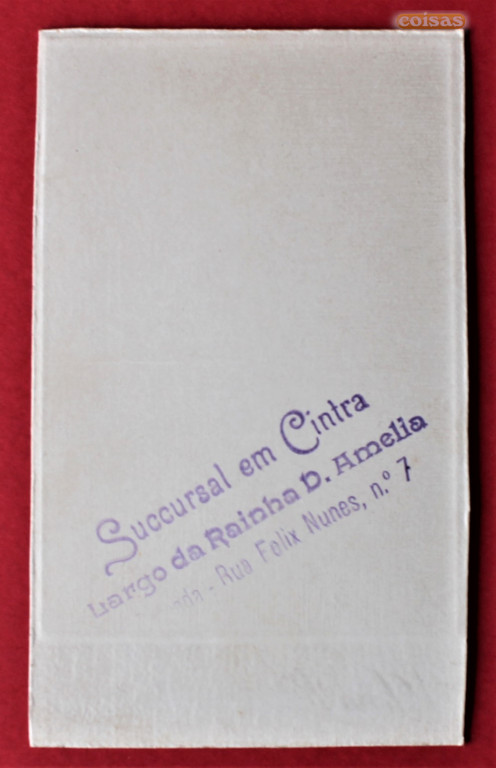 coisas
Succursal em Cintra
Largo da Rainha D. Amelia
- Rua Felix Nunes, n.º 7